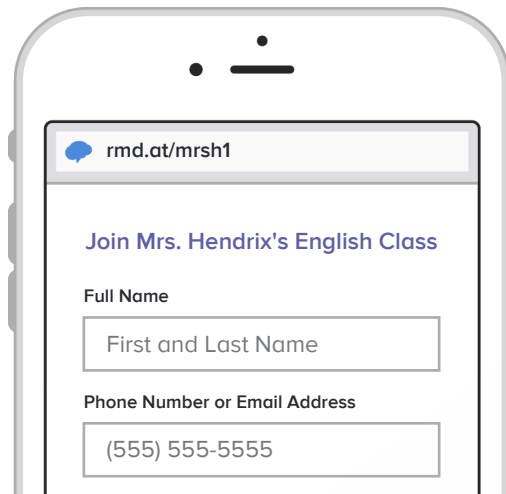 rmd.at/mrsh1
Join Mrs. Hendrix's English Class
Full Name
First and Last Name
Phone Number or Email Address
(555) 555-5555